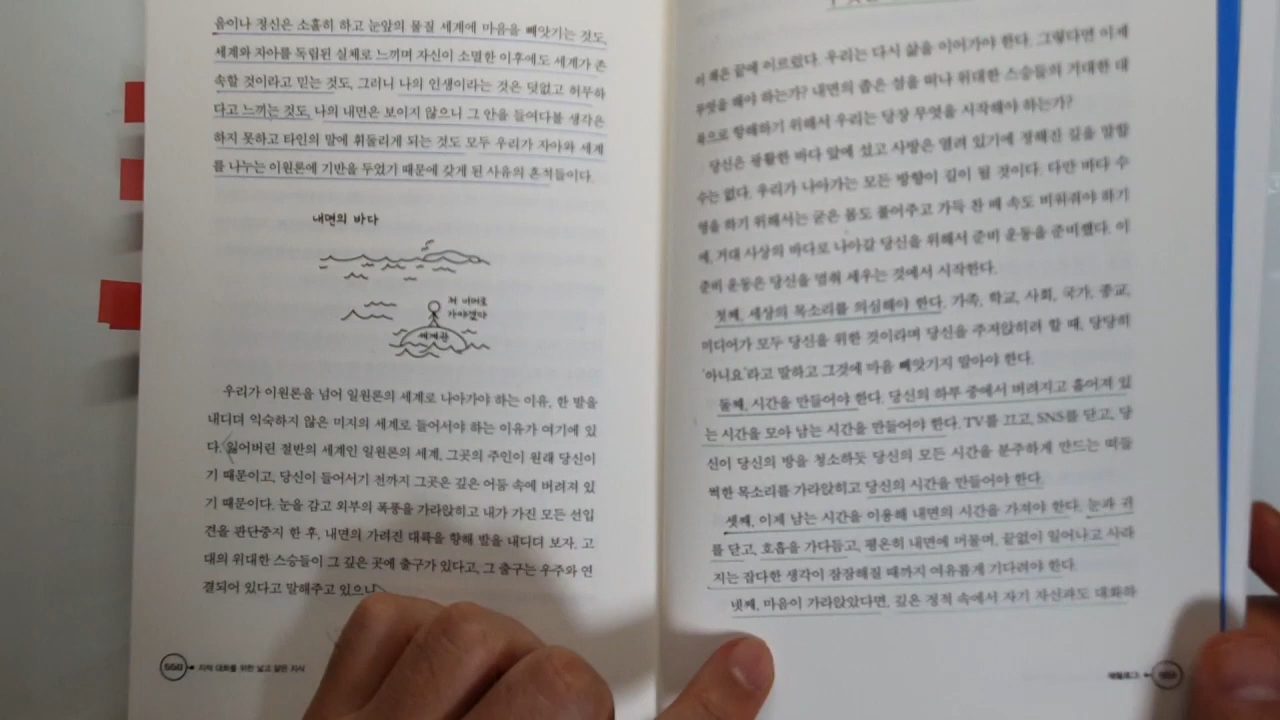 음이나 정신은 소홀히 하고 눈앞의 물질 세계에 마음을 빼앗기는 것도,
세계와 자아를 독립된 실체로 느끼며 자신이 소멸한 이후에도 세계가 존
속할 것이라고 믿는 것도, 그러니 나의 인생이라는 것은 덧없고 허무하
다고 느끼는 것도, 나의 내면은 보이지 않으니 그 안을 들여다볼 생각은
하지 못하고 타인의 말에 휘둘리게 되는 것도 모두 우리가 자아와 세계
를 나누는 이원론에 기반을 두었기 때문에 갖게 된 사유의 흔적들이다.
내면의 바다
저 너머로
가야겠다
세계관
우리가 이원론을 넘어 일원론의 세계로 나아가야 하는 이유, 한 발을
내디뎌 익숙하지 않은 미지의 세계로 들어서야 하는 이유가 여기에 있
다. 잃어버린 절반의 세계인 일원론의 세계, 그곳의 주인이 원래 당신이
기 때문이고, 당신이 들어서기 전까지 그곳은 깊은 어둠 속에 버려져 있
기 때문이다. 눈을 감고 외부의 폭풍을 가라앉히고 내가 가진 모든 선입
견을 판단중지 한 후, 내면의 가려진 대륙을 향해 발을 내디뎌 보자. 고
대의 위대한 스승들이 그 깊은 곳에 출구가 있다고, 그 출구는 우주와 연
결되어 있다고 말해주고 있으니
558 지적 대화를 위한 넓고 얕은 지식
이 책은 끝에 이르렀다. 우리는 다시 삶을 이어가야 한다. 그렇다면 이제
무엇을 해야 하는가? 내면의 좁은 섬을 떠나 위대한 스승들의 거대한 대
륙으로 항해하기 위해서 우리는 당장 무엇을 시작해야 하는가?
당신은 광활한 바다 앞에 섰고 사방은 열려 있기에 정해진 길을 말할
수는 없다. 우리가 나아가는 모든 방향이 길이 될 것이다. 다만 바다 수
영을 하기 위해서는 굳은 몸도 풀어주고 가득 찬 배 속도 비워줘야 하기
에, 거대 사상의 바다로 나아갈 당신을 위해서 준비 운동을 준비했다. 이
준비 운동은 당신을 멈춰 세우는 것에서 시작한다.
첫째, 세상의 목소리를 의심해야 한다. 가족, 학교, 사회, 국가, 종교,
미디어가 모두 당신을 위한 것이라며 당신을 주저앉히려 할 때, 당당히
'아니요'라고 말하고 그것에 마음 빼앗기지 말아야 한다.
둘째, 시간을 만들어야 한다. 당신의 하루 중에서 버려지고 흩어져 있
는 시간을 모아 남는 시간을 만들어야 한다. TV를 끄고, SNS를 닫고, 당
신이 당신의 방을 청소하듯 당신의 모든 시간을 분주하게 만드는 떠들
썩한 목소리를 가라앉히고 당신의 시간을 만들어야 한다.
셋째, 이제 남는 시간을 이용해 내면의 시간을 가져야 한다. 눈과 귀
를 닫고, 호흡을 가다듬고, 평온히 내면에 머물며, 끝없이 일어나고 사라
지는 잡다한 생각이 잠잠해질 때까지 여유롭게 기다려야 한다.
넷째, 마음이 가라앉았다면, 깊은 정적 속에서 자기 자신과도 대화하
에필로그